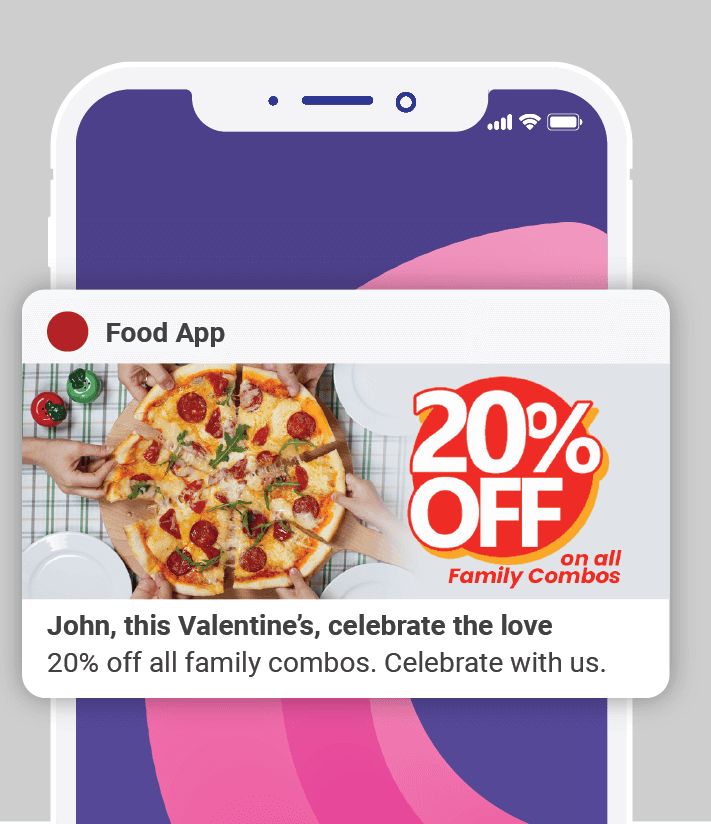 Food App
20%
OFF
on all
Family Combos
John, this Valentine’s, celebrate the love
20% off all family combos. Celebrate with us.